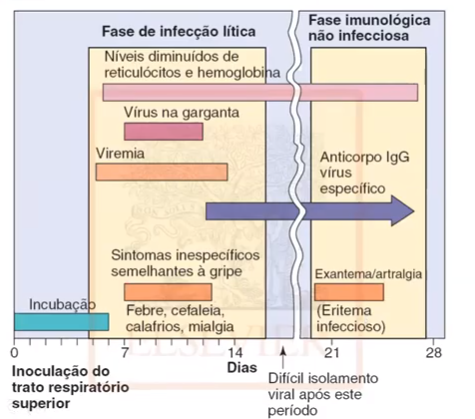 Fase de infecção lítica
Fase imunológica
não infecciosa
Níveis diminuídos de
reticulócitos e hemoglobina
Vírus na garganta
Viremia
Anticorpo IgG
vírus
específico
Sintomas inespecíficos
semelhantes à gripe
Febre, cefaleia,
calafrios, mialgia
Exantema/artralgia
(Eritema
infeccioso)
Incubação
0 7 14 21 28
Dias
Inoculação do
trato respiratório
superior
Difícil isolamento
viral após este
período
ELSEVIER